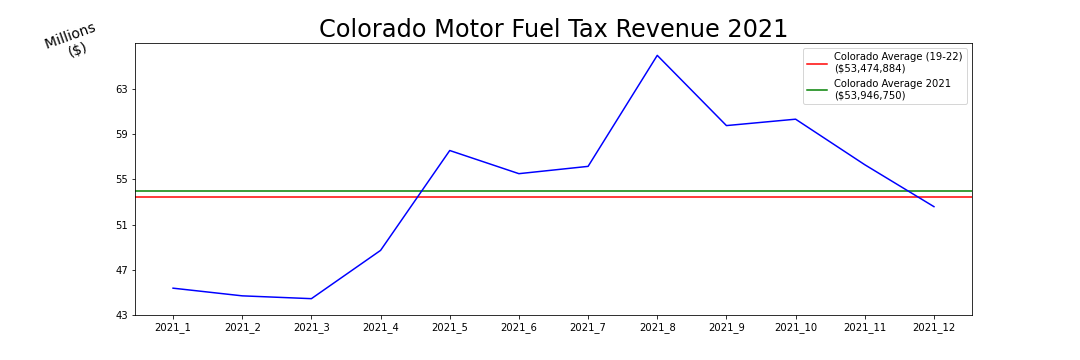 Millions
($)
Colorado Motor Fuel Tax Revenue 2021
Colorado Average (19-22)
($53,474,884)
Colorado Average 2021
($53,946,750)
63
59
55
51
47
43
2021_1 2021_2 2021_3 2021_4 2021_5 2021_6 2021_7 2021_8 2021_9 2021_10 2021_11 2021_12